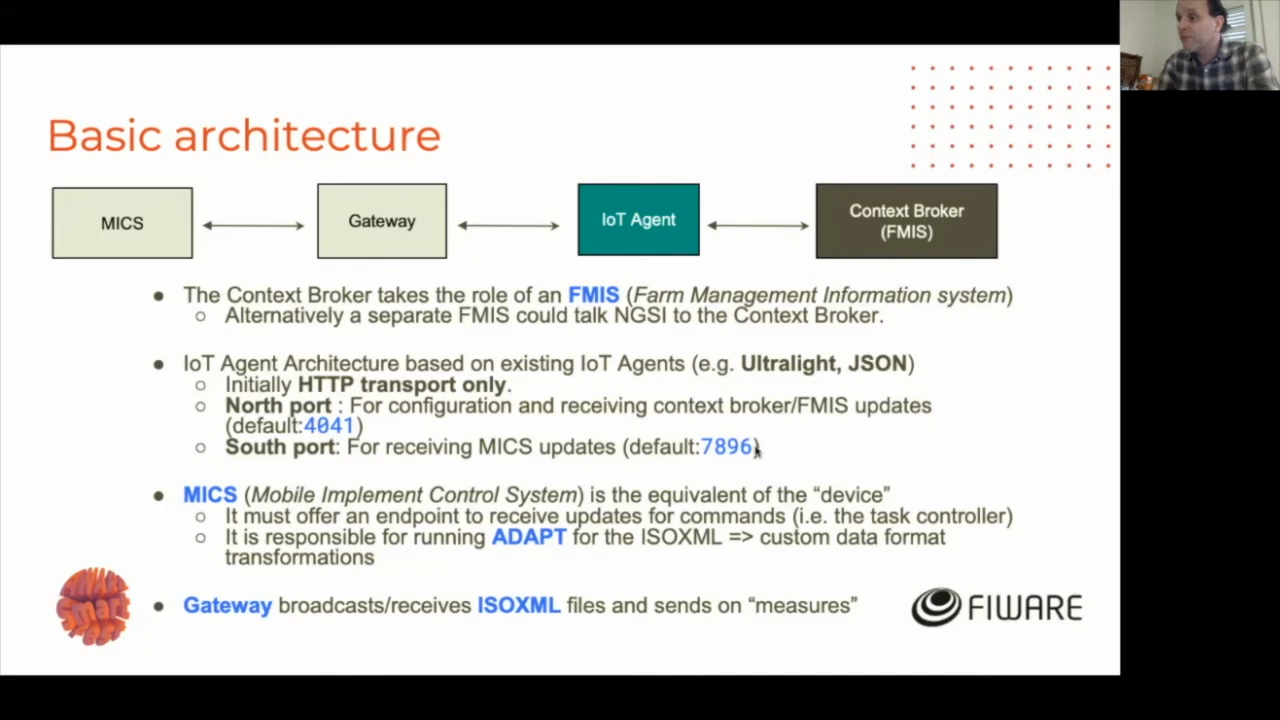 Basic architecture
MICS
Gateway
IoT Agent
Context Broker
(FMIS)
● The Context Broker takes the role of an FMIS (Farm Management Information system)
○ Alternatively a separate FMIS could talk NGSI to the Context Broker.
● IoT Agent Architecture based on existing IoT Agents (e.g. Ultralight, JSON)
○ Initially HTTP transport only.
○ North port : For configuration and receiving context broker/FMIS updates
(default:4041)
○ South port: For receiving MICS updates (default:7896)
● MICS (Mobile Implement Control System) is the equivalent of the “device”
○ It must offer an endpoint to receive updates for commands (i.e. the task controller)
○ It is responsible for running ADAPT for the ISOXML => custom data format
transformations
● Gateway broadcasts/receives ISOXML files and sends on “measures”
FIWARE